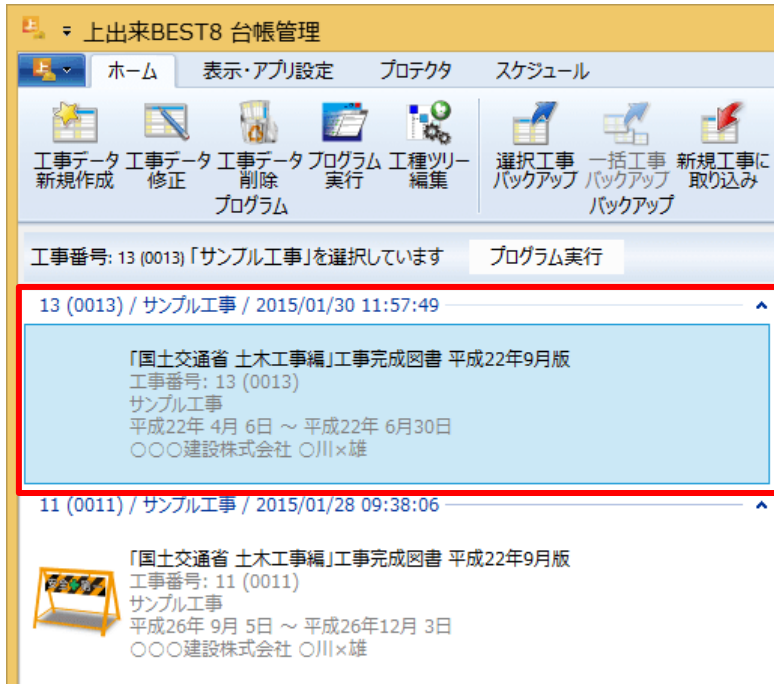 上出来BEST8 台帳管理
ホーム 表示・アプリ設定 プロテクタ スケジュール
工事データ 工事データ 工事データ プログラム 工種ツリー 選択工事 一括工事 新規工事に
新規作成 修正 削除 実行 編集 バックアップ バックアップ 取り込み
プログラム バックアップ
工事番号: 13 (0013)「サンプル工事」を選択しています プログラム実行
13 (0013) / サンプル工事 / 2015/01/30 11:57:49
「国土交通省 土木工事編」工事完成図書 平成22年9月版
工事番号: 13 (0013)
サンプル工事
平成22年 4月 6日 ～ 平成22年 6月30日
○○○建設株式会社 ○川×雄
11 (0011) / サンプル工事 / 2015/01/28 09:38:06
「国土交通省 土木工事編」工事完成図書 平成22年9月版
工事番号: 11 (0011)
サンプル工事
平成26年 9月 5日 ～ 平成26年12月 3日
○○○建設株式会社 ○川×雄